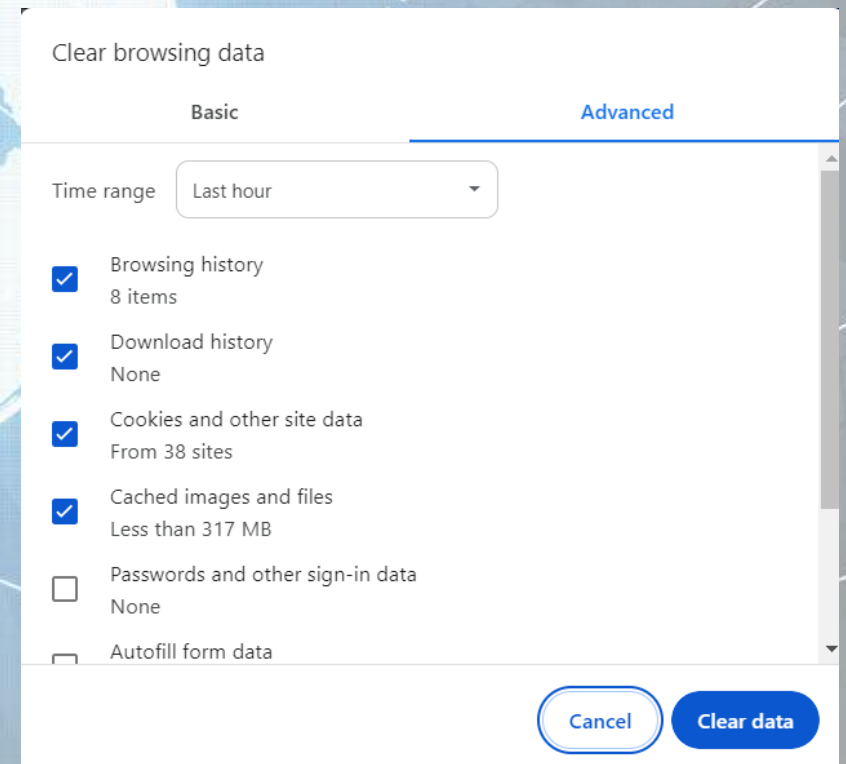 Clear browsing data
Basic
Advanced
Time range
Last hour
Browsing history
8 items
Download history
None
Cookies and other site data
From 38 sites
Cached images and files
Less than 317 MB
Passwords and other sign-in data
None
Autofill form data
Cancel
Clear data